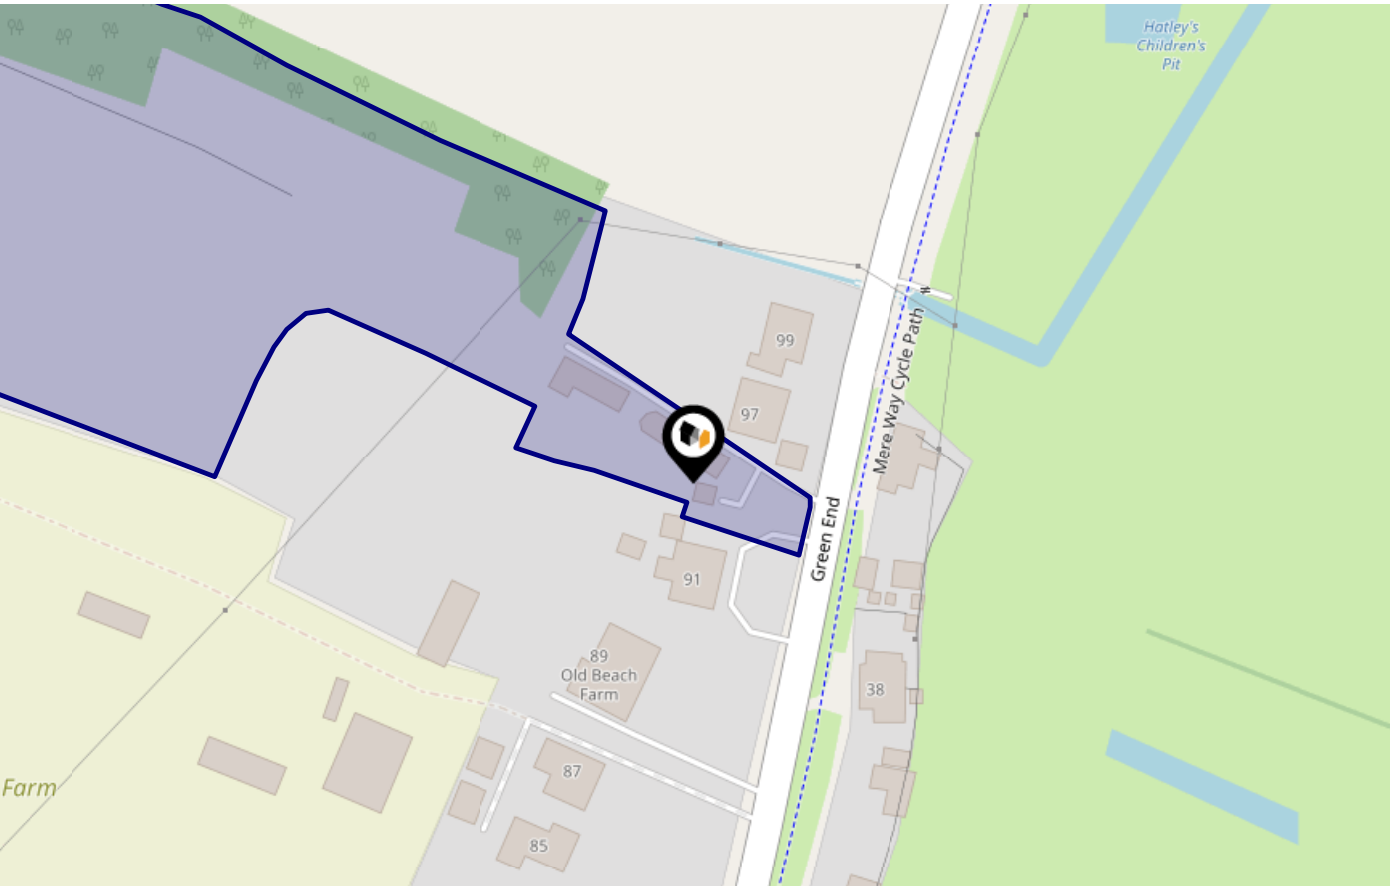 Hatley's
Children's
Pit
99
97
Mere Way Cycle Path
Green End
91
89
Old Beach
Farm
38
87
Farm
85